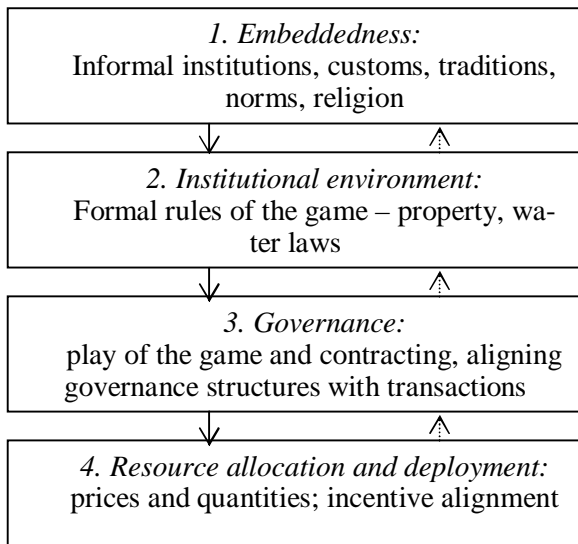 1. Embeddedness:
Informal institutions, customs, traditions,
norms, religion
2. Institutional environment:
Formal rules of the game – property, wa-
ter laws
3. Governance:
play of the game and contracting, aligning
governance structures with transactions
4. Resource allocation and deployment:
prices and quantities; incentive alignment